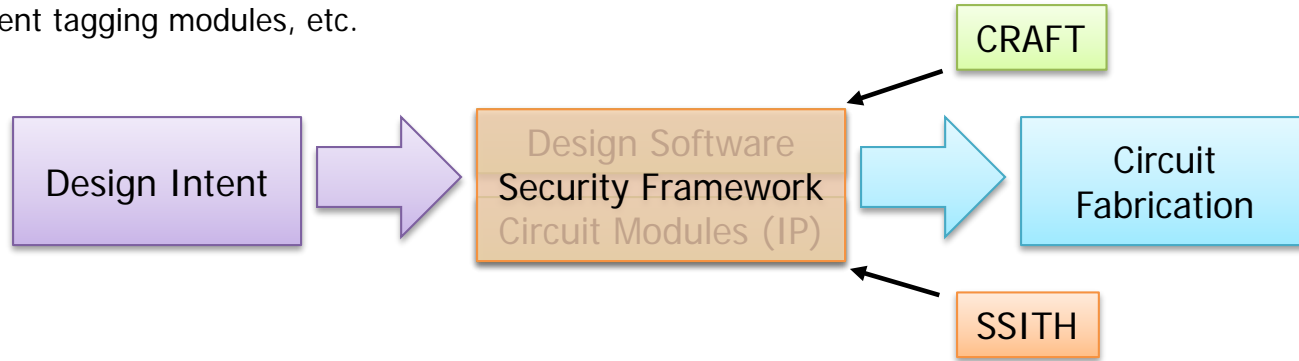 ent tagging modules, etc.
CRAFT
Design Intent
Design Software
Security Framework
Circuit Modules (IP)
Circuit
Fabrication
SSITH